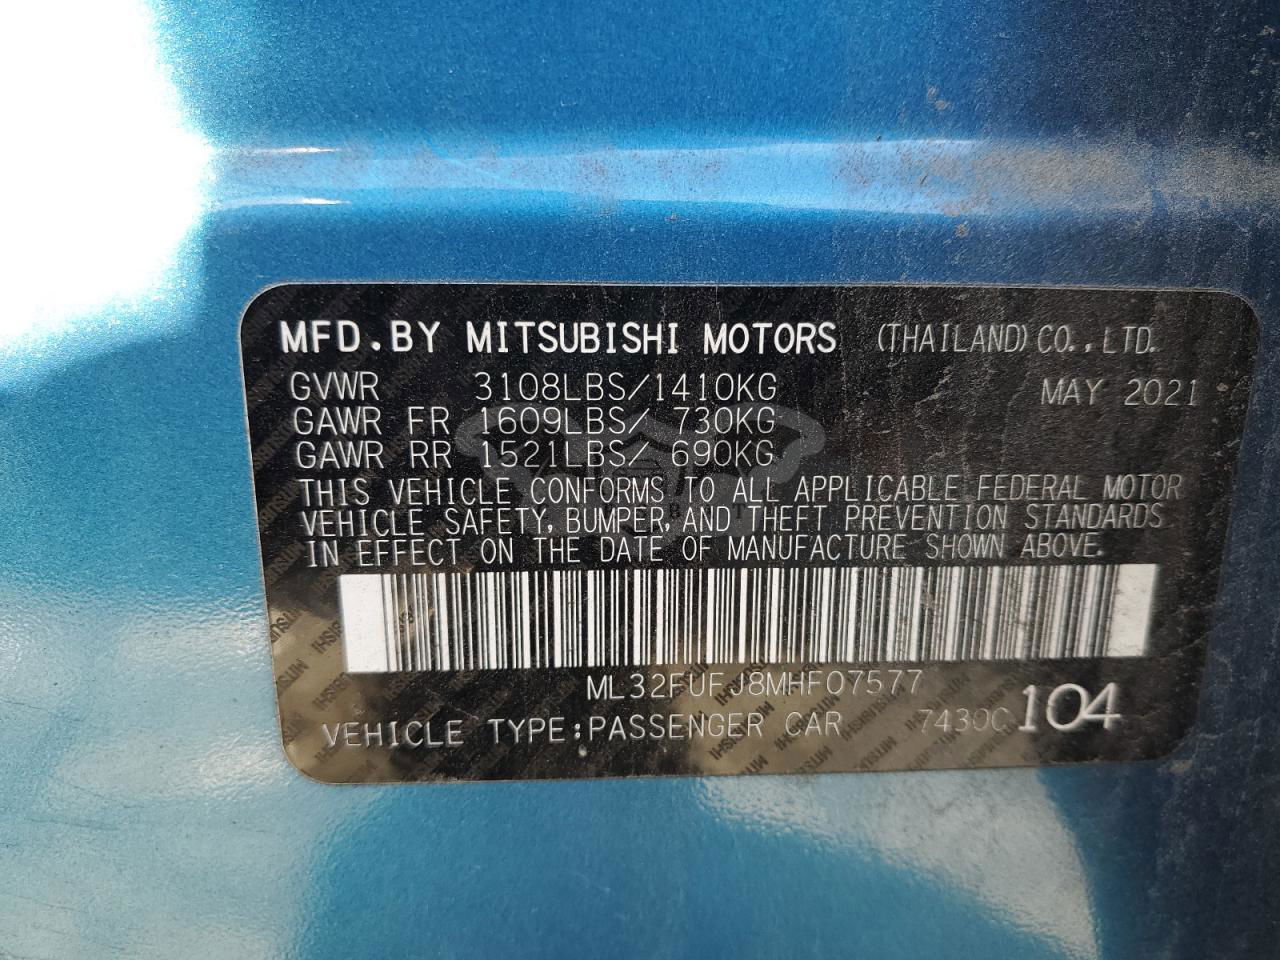 MFD.BY MITSUBISHI MOTORS (THAILAND) CO.,LTD.
GVWR 3108LBS/1410KG MAY 2021
GAWR FR 1609LBS/ 730KG
GAWR RR 1521LBS/ 690KG
THIS VEHICLE CONFORMS TO ALL APPLICABLE FEDERAL MOTOR
VEHICLE SAFETY, BUMPER, AND THEFT PREVENTION STANDARDS
IN EFFECT ON THE DATE OF MANUFACTURE SHOWN ABOVE.
ML32FUFJ8MHF07577
VEHICLE TYPE:PASSENGER CAR 7430C 104